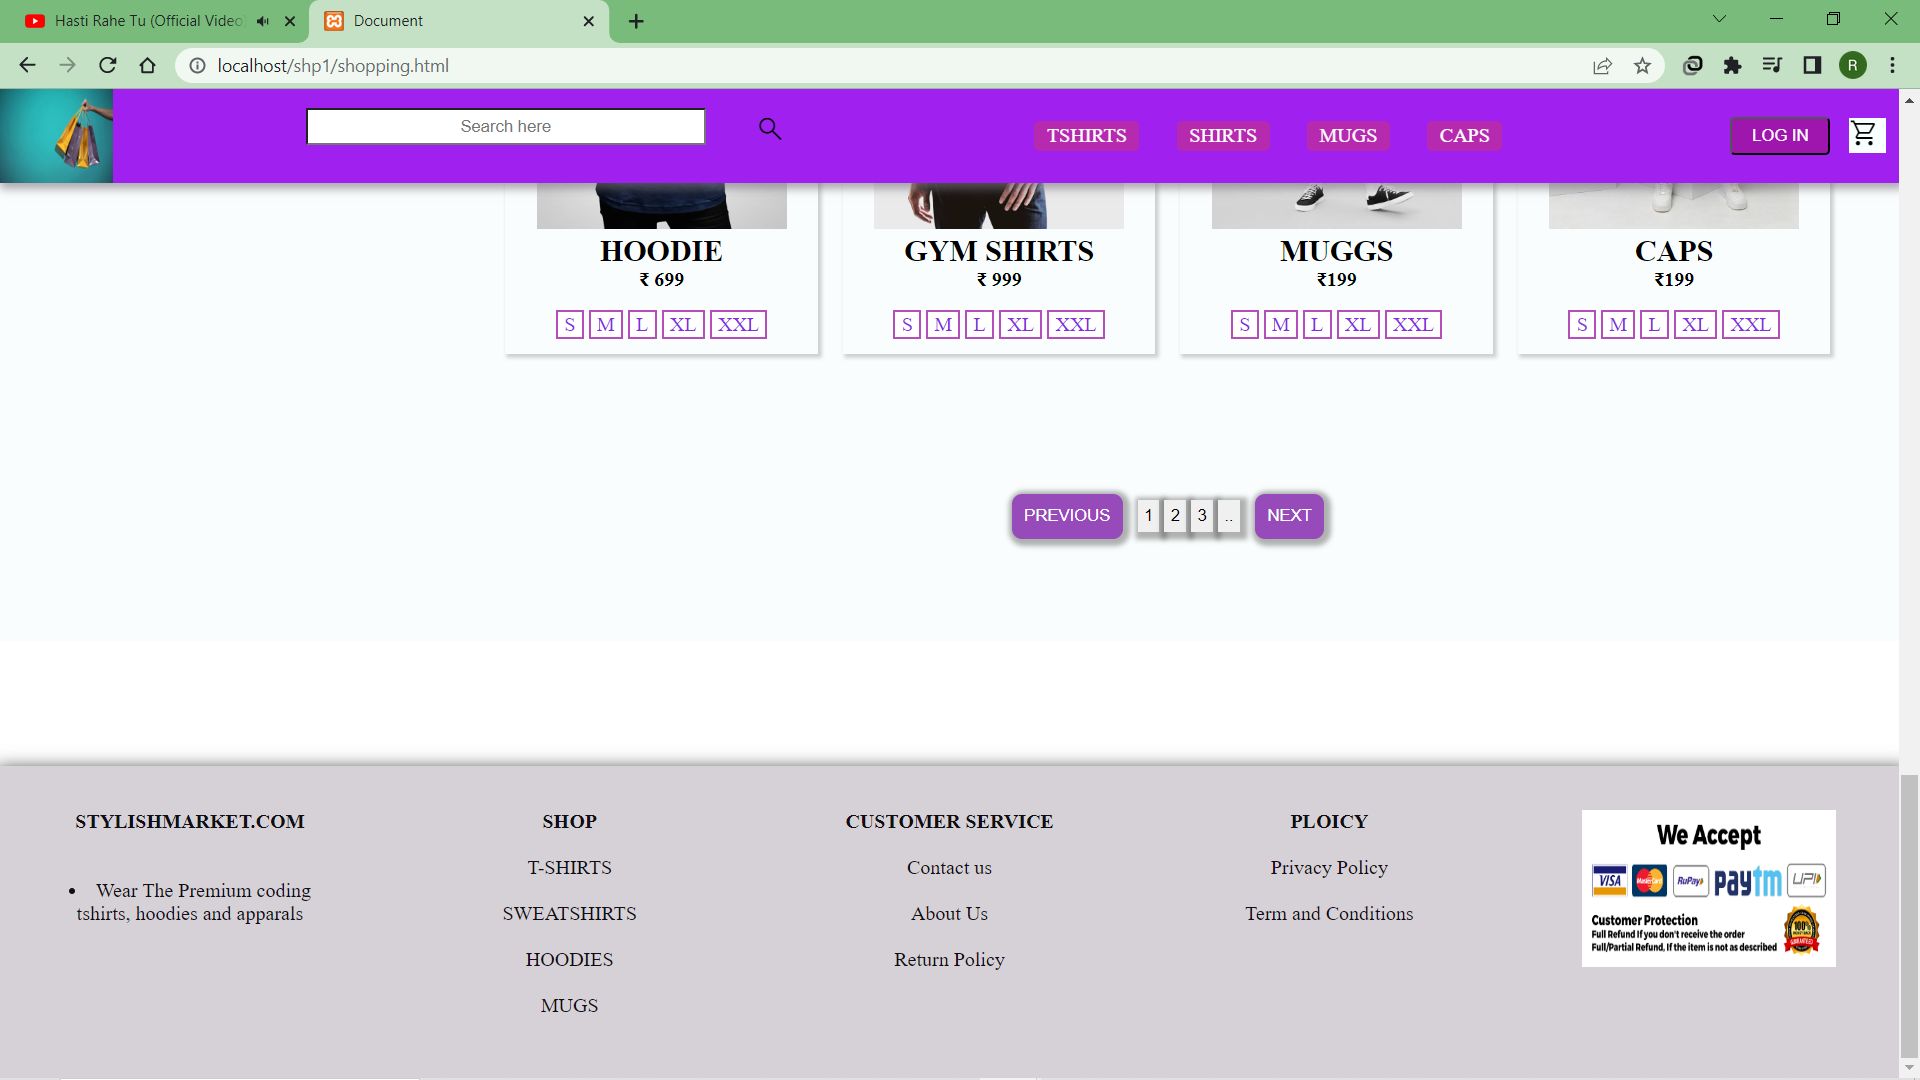 Hasti Rahe Tu (Official Video)
Document
localhost/shp1/shopping.html
R
Search here
TSHIRTS
SHIRTS
MUGS
CAPS
LOG IN
HOODIE
₹ 699
S M L XL XXL
GYM SHIRTS
₹ 999
S M L XL XXL
MUGGS
₹199
S M L XL XXL
CAPS
₹199
S M L XL XXL
PREVIOUS 1 2 3 .. NEXT
STYLISHMARKET.COM
• Wear The Premium coding
tshirts, hoodies and apparals
SHOP
T-SHIRTS
SWEATSHIRTS
HOODIES
MUGS
CUSTOMER SERVICE
Contact us
About Us
Return Policy
PLOICY
Privacy Policy
Term and Conditions
We Accept
VISA MasterCard RuPay paytm UPI
Customer Protection
Full Refund If you don't receive the order
Full/Partial Refund, If the item is not as described
100%